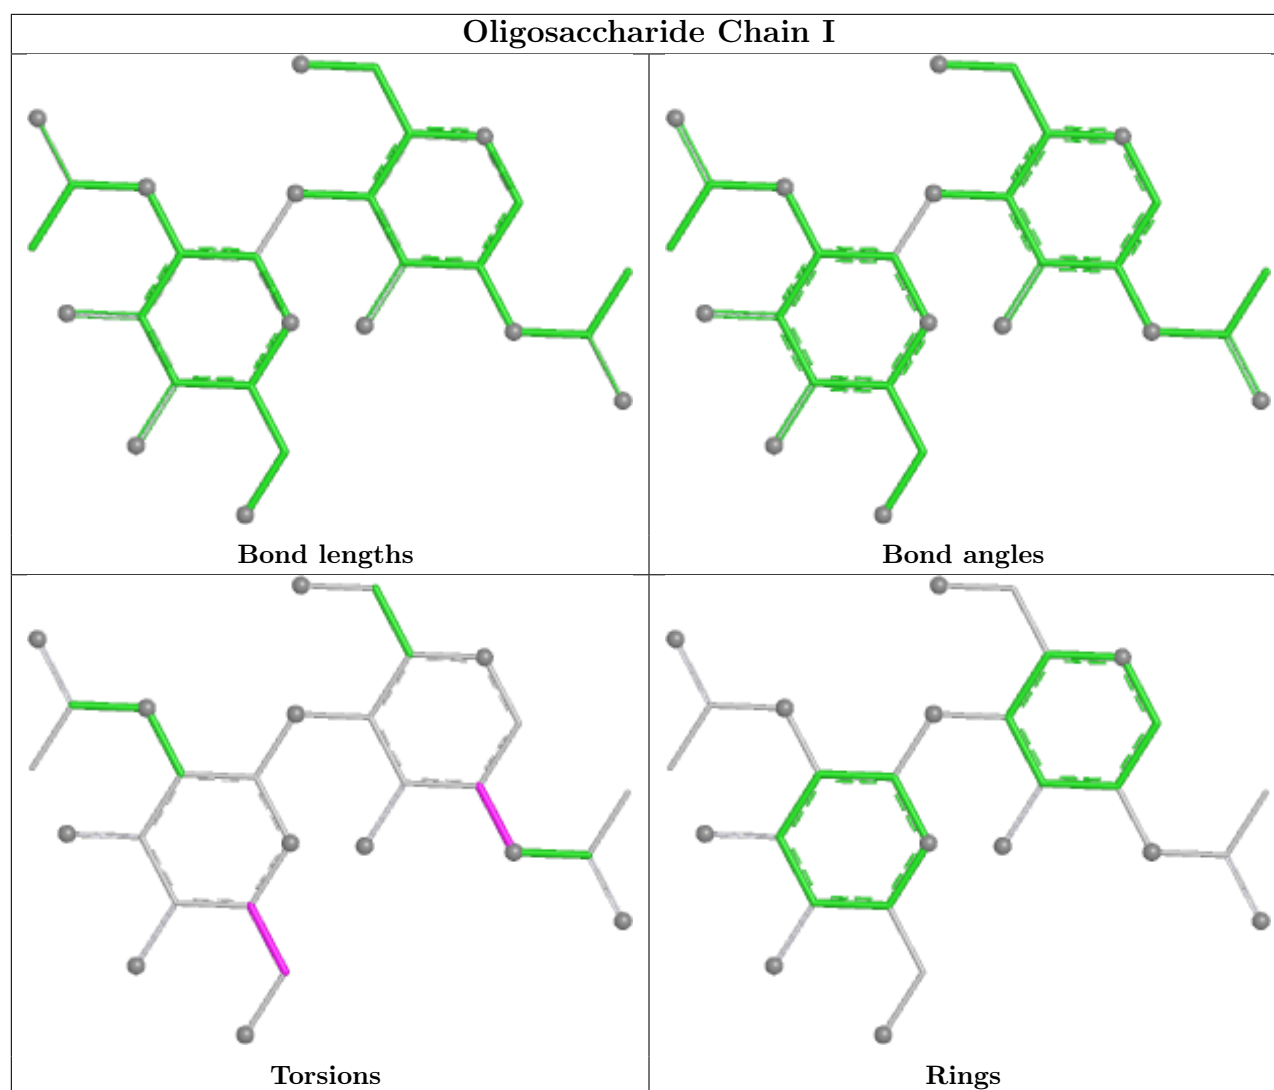 Oligosaccharide Chain I
Bond lengths
Bond angles
Torsions
Rings